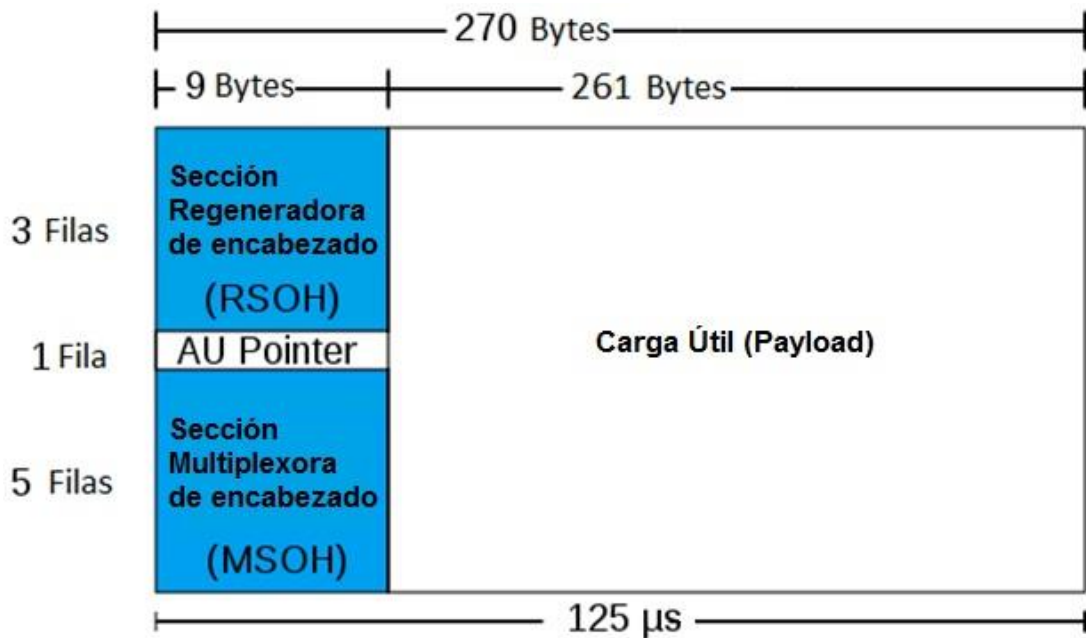 270 Bytes
9 Bytes
261 Bytes
3 Filas
Sección
Regeneradora
de encabezado
(RSOH)
1 Fila
AU Pointer
Carga Útil (Payload)
5 Filas
Sección
Multiplexora
de encabezado
(MSOH)
125 µs